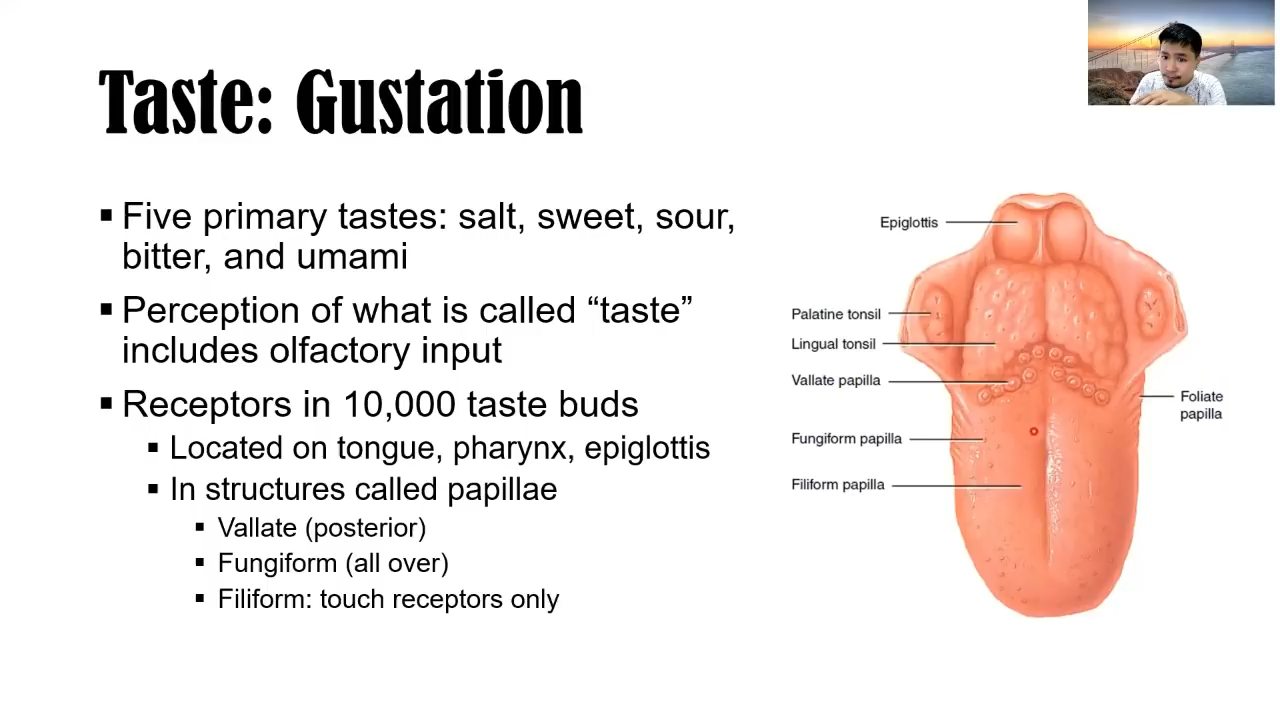 Taste: Gustation
▪ Five primary tastes: salt, sweet, sour,
bitter, and umami
▪ Perception of what is called “taste”
includes olfactory input
▪ Receptors in 10,000 taste buds
▪ Located on tongue, pharynx, epiglottis
▪ In structures called papillae
▪ Vallate (posterior)
▪ Fungiform (all over)
▪ Filiform: touch receptors only
Epiglottis
Palatine tonsil
Lingual tonsil
Vallate papilla
Fungiform papilla
Filiform papilla
Foliate
papilla